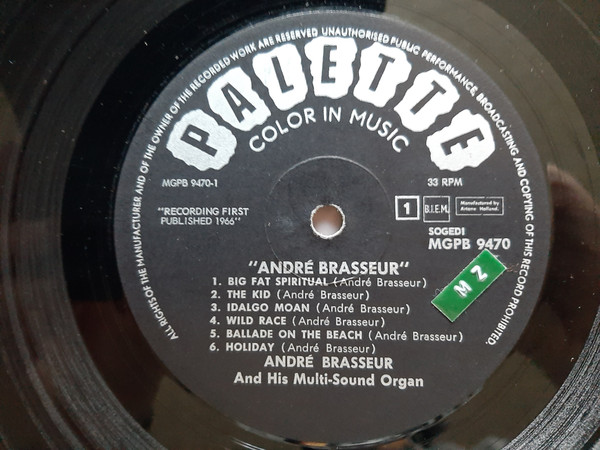 ALL RIGHTS OF THE MANUFACTURER AND OF THE OWNER OF THE RECORDED WORK ARE RESERVED UNAUTHORISED PUBLIC PERFORMANCE, BROADCASTING AND COPYING OF THIS RECORD PROHIBITED.
PALETTE
COLOR IN MUSIC
MGPB 9470-1
33 RPM
"RECORDING FIRST
PUBLISHED 1966"
1
B.I.E.M.
Manufactured by
SOGEDI
MGPB 9470
M 2
"ANDRÉ BRASSEUR"
1. BIG FAT SPIRITUAL (André Brasseur)
2. THE KID (André Brasseur)
3. IDALGO MOAN (André Brasseur)
4. WILD RACE (André Brasseur)
5. BALLADE ON THE BEACH (André Brasseur)
6. HOLIDAY (André Brasseur)
ANDRÉ BRASSEUR
And His Multi-Sound Organ